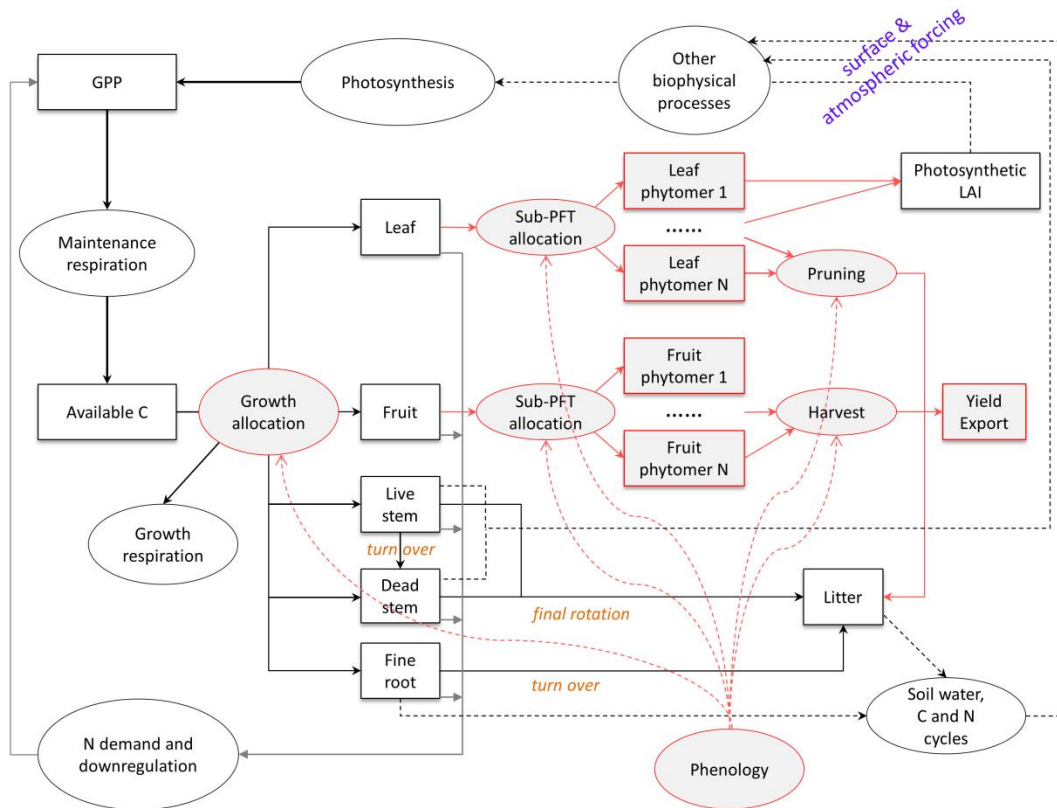 surface &
atmospheric forcing
GPP
Photosynthesis
Other
biophysical
processes
Leaf
phytomer 1
Photosynthetic
LAI
Maintenance
respiration
Leaf
Sub-PFT
allocation
......
Leaf
phytomer N
Pruning
Available C
Growth
allocation
Fruit
Sub-PFT
allocation
Fruit
phytomer 1
......
Fruit
phytomer N
Harvest
Yield
Export
Growth
respiration
Live
stem
turn over
Dead
stem
final rotation
Litter
Fine
root
turn over
Soil water,
C and N
cycles
N demand and
downregulation
Phenology